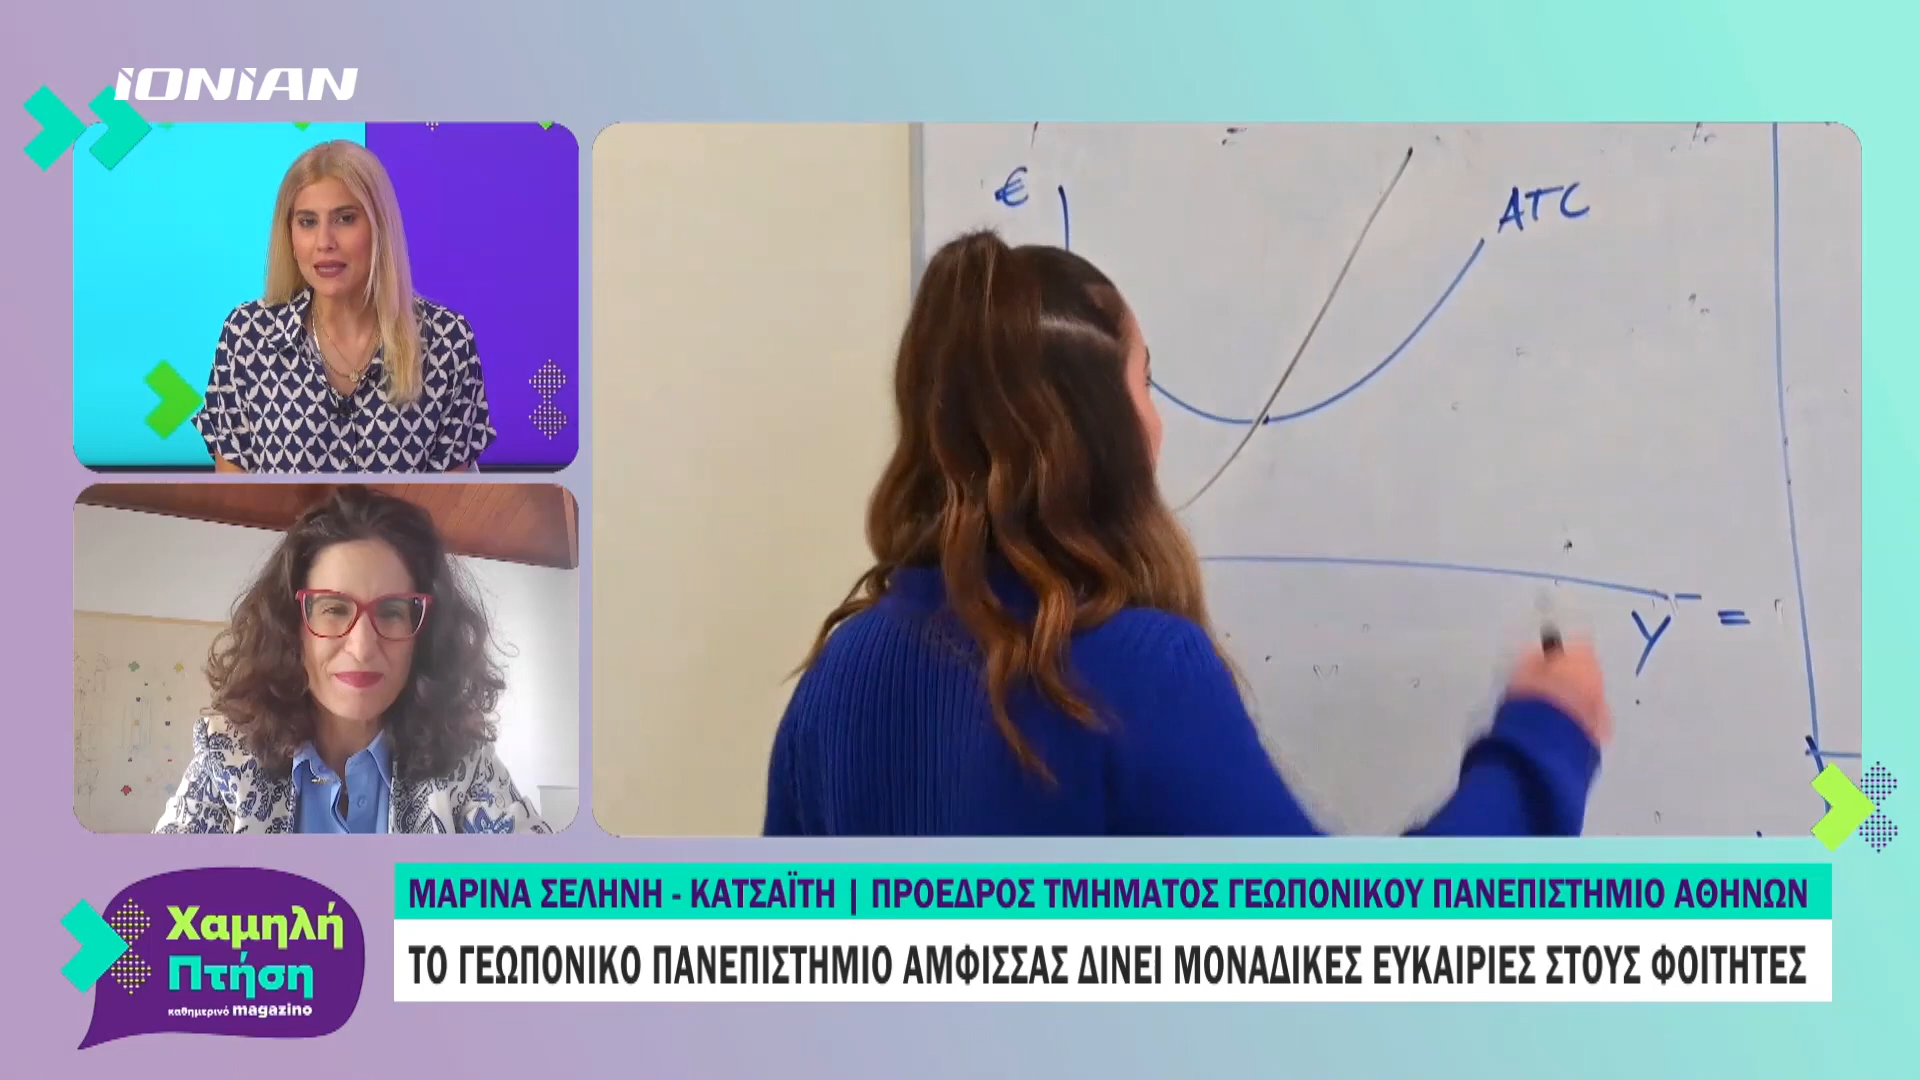 IONIAN
€
ATC
Y =
ΜΑΡΙΝΑ ΣΕΛΗΝΗ - ΚΑΤΣΑΪΤΗ | ΠΡΟΕΔΡΟΣ ΤΜΗΜΑΤΟΣ ΓΕΩΠΟΝΙΚΟΥ ΠΑΝΕΠΙΣΤΗΜΙΟ ΑΘΗΝΩΝ
ΤΟ ΓΕΩΠΟΝΙΚΟ ΠΑΝΕΠΙΣΤΗΜΙΟ ΑΜΦΙΣΣΑΣ ΔΙΝΕΙ ΜΟΝΑΔΙΚΕΣ ΕΥΚΑΙΡΙΕΣ ΣΤΟΥΣ ΦΟΙΤΗΤΕΣ
Χαμηλή
Πτήση
καθημερινό magazino